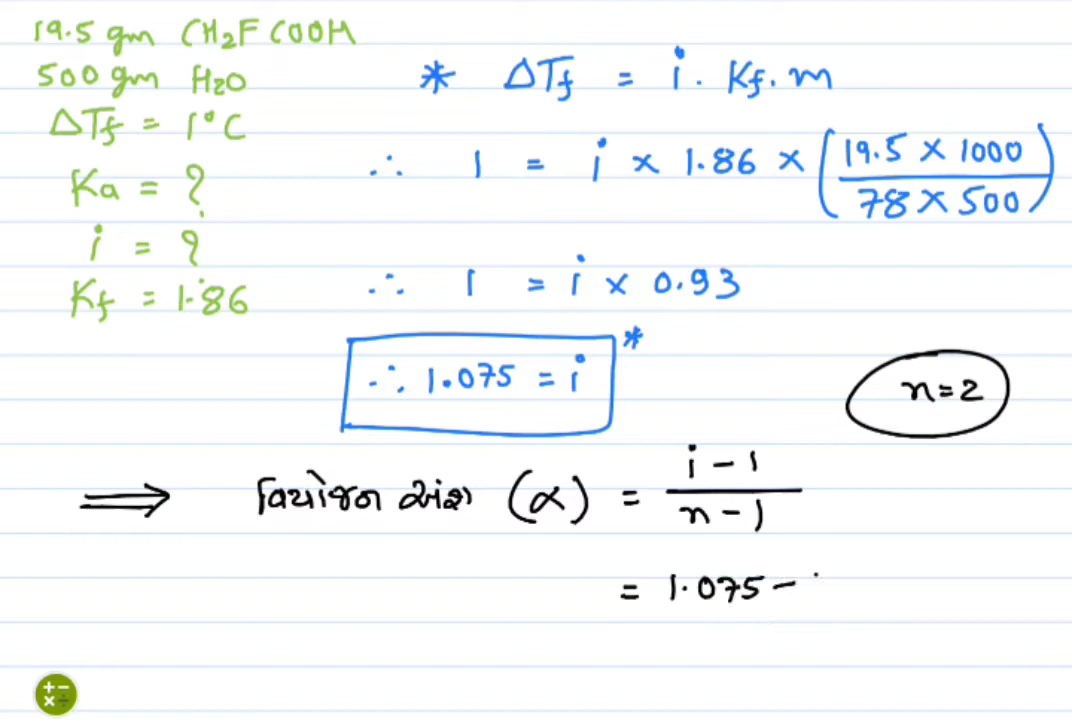 19.5 gm CH2F COOH
500 gm H2O
ΔTf = 1°C
Ka = ?
i = ?
Kf = 1.86
* ΔTf = i . Kf . m
∴ 1 = i × 1.86 × (19.5 × 1000 / 78 × 500)
∴ 1 = i × 0.93
∴ 1.075 = i *
n = 2
⟹ વિયોજન અંશ (α) = i - 1 / n - 1
= 1.075 -